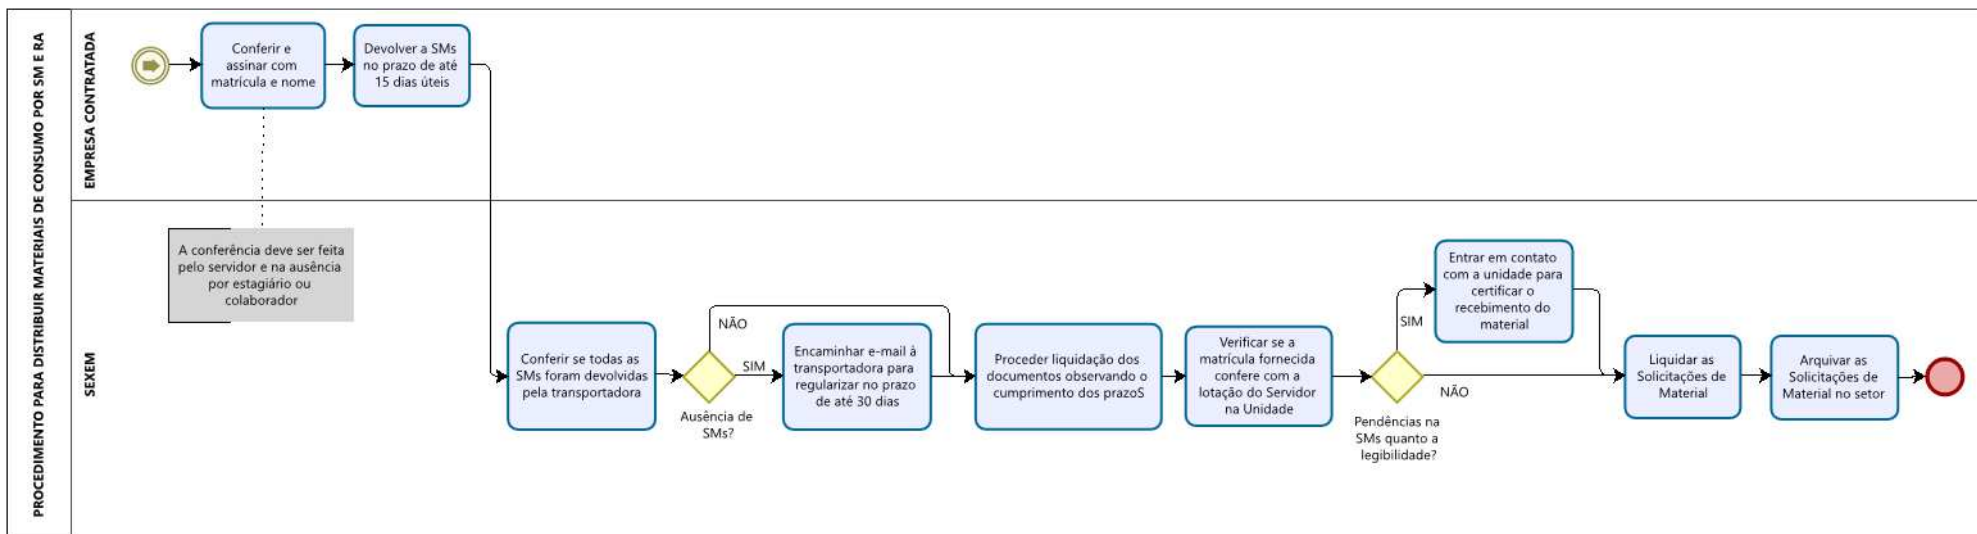 PROCEDIMENTO PARA DISTRIBUIR MATERIAIS DE CONSUMO POR SM E RA
EMPRESA CONTRATADA
Conferir e
assinar com
matrícula e nome
Devolver a SMs
no prazo de até
15 dias úteis
SEXEM
A conferência deve ser feita
pelo servidor e na ausência
por estagiário ou
colaborador
Conferir se todas as
SMs foram devolvidas
pela transportadora
Ausência de
SMs?
NÃO
SIM
Encaminhar e-mail à
transportadora para
regularizar no prazo
de até 30 dias
Proceder liquidação dos
documentos observando o
cumprimento dos prazoS
Verificar se a
matrícula fornecida
confere com a
lotação do Servidor
na Unidade
Pendências na
SMs quanto a
legibilidade?
SIM
NÃO
Entrar em contato
com a unidade para
certificar o
recebimento do
material
Liquidar as
Solicitações de
Material
Arquivar as
Solicitações de
Material no setor